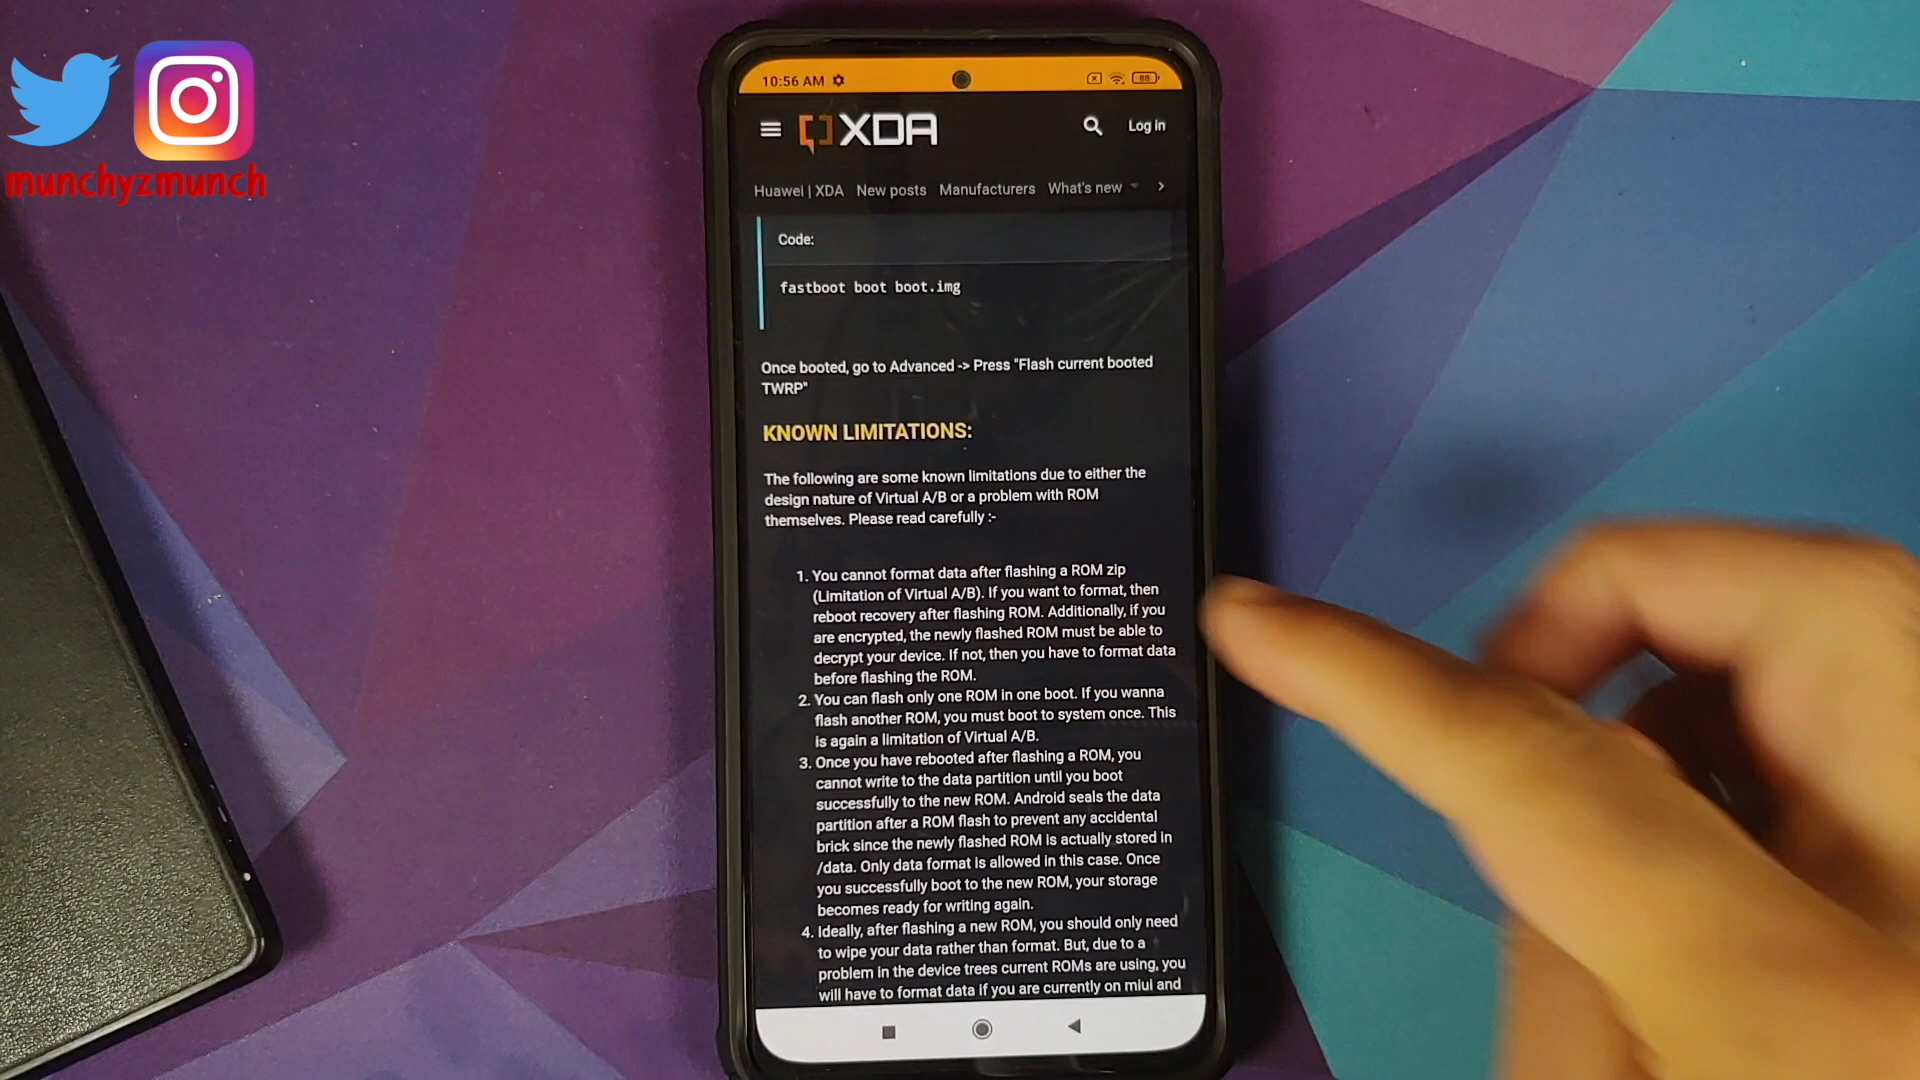 munchyzmunch
10:56 AM
88
XDA
Log in
Huawei | XDA New posts Manufacturers What's new
Code:
fastboot boot boot.img
Once booted, go to Advanced -> Press "Flash current booted
TWRP"
KNOWN LIMITATIONS:
The following are some known limitations due to either the
design nature of Virtual A/B or a problem with ROM
themselves. Please read carefully :-
1. You cannot format data after flashing a ROM zip
(Limitation of Virtual A/B). If you want to format, then
reboot recovery after flashing ROM. Additionally, if you
are encrypted, the newly flashed ROM must be able to
decrypt your device. If not, then you have to format data
before flashing the ROM.
2. You can flash only one ROM in one boot. If you wanna
flash another ROM, you must boot to system once. This
is again a limitation of Virtual A/B.
3. Once you have rebooted after flashing a ROM, you
cannot write to the data partition until you boot
successfully to the new ROM. Android seals the data
partition after a ROM flash to prevent any accidental
brick since the newly flashed ROM is actually stored in
/data. Only data format is allowed in this case. Once
you successfully boot to the new ROM, your storage
becomes ready for writing again.
4. Ideally, after flashing a new ROM, you should only need
to wipe your data rather than format. But, due to a
problem in the device trees current ROMs are using, you
will have to format data if you are currently on miui and